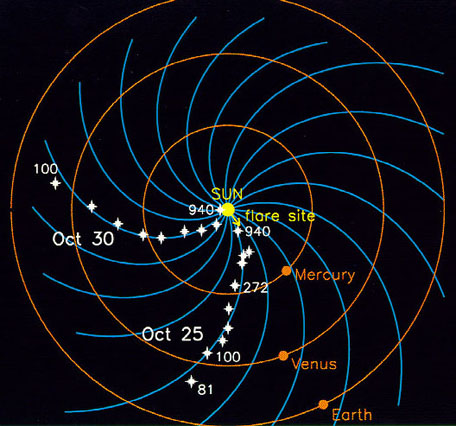 100
SUN
940
flare site
940
Oct 30
Mercury
272
Oct 25
100
Venus
81
Earth